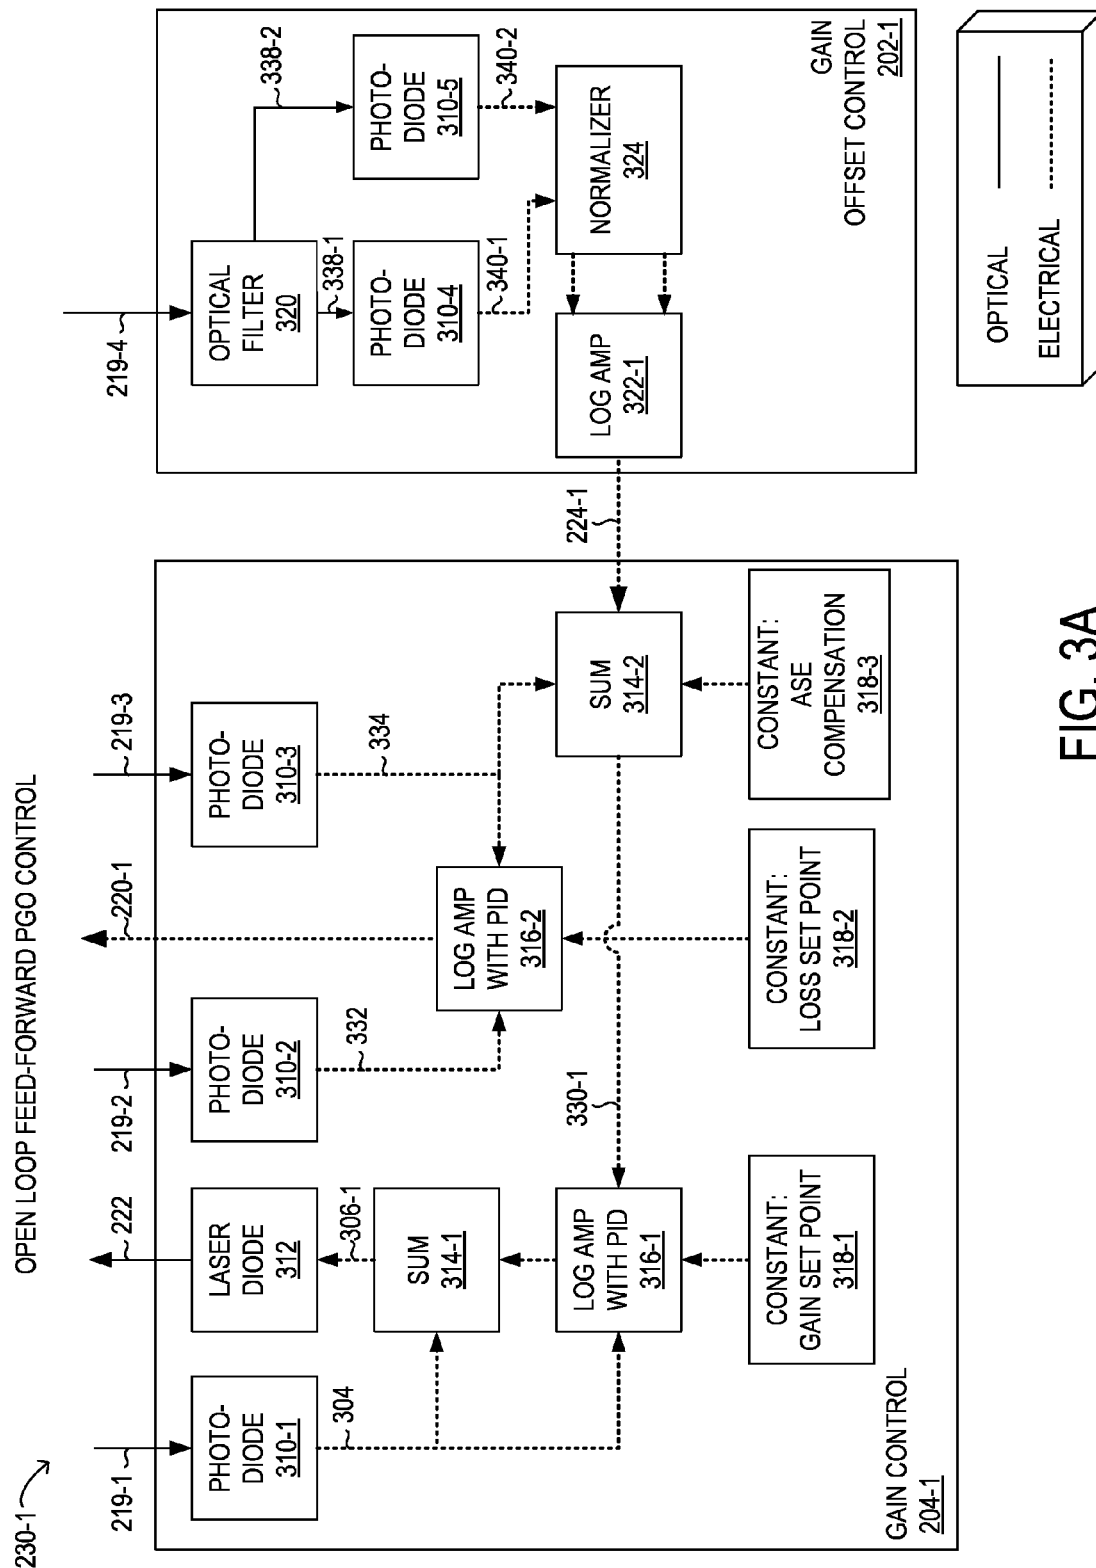 OPEN LOOP FEED-FORWARD PGO CONTROL
230-1
219-1
222
219-2
220-1
219-3
219-4
PHOTO-
DIODE
310-1
LASER
DIODE
312
PHOTO-
DIODE
310-2
PHOTO-
DIODE
310-3
304
306-1
332
334
SUM
314-1
LOG AMP
WITH PID
316-2
LOG AMP
WITH PID
316-1
330-1
SUM
314-2
224-1
CONSTANT:
GAIN SET POINT
318-1
CONSTANT:
LOSS SET POINT
318-2
CONSTANT:
ASE
COMPENSATION
318-3
GAIN CONTROL
204-1
OPTICAL
FILTER
320
338-1
338-2
PHOTO-
DIODE
310-4
PHOTO-
DIODE
310-5
340-1
340-2
LOG AMP
322-1
NORMALIZER
324
GAIN
OFFSET CONTROL
202-1
OPTICAL
ELECTRICAL
FIG. 3A